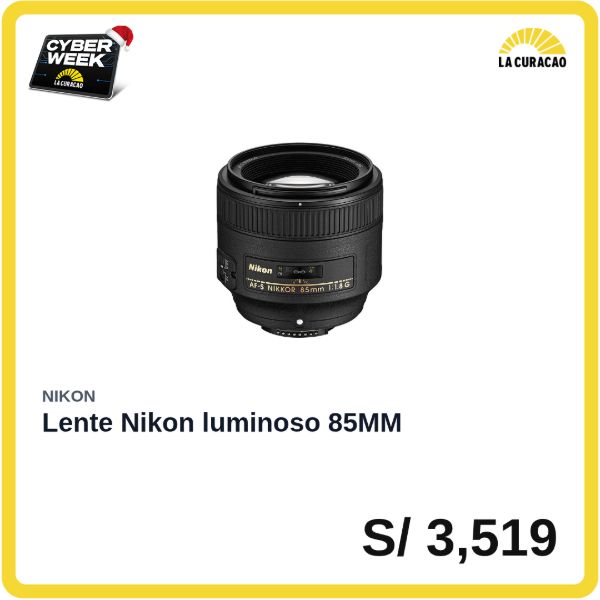 CYBER
WEEK
LA CURACAO
LA CURACAO
Nikon
AF-S NIKKOR 85mm 1:1.8 G
NIKON
Lente Nikon luminoso 85MM
S/ 3,519